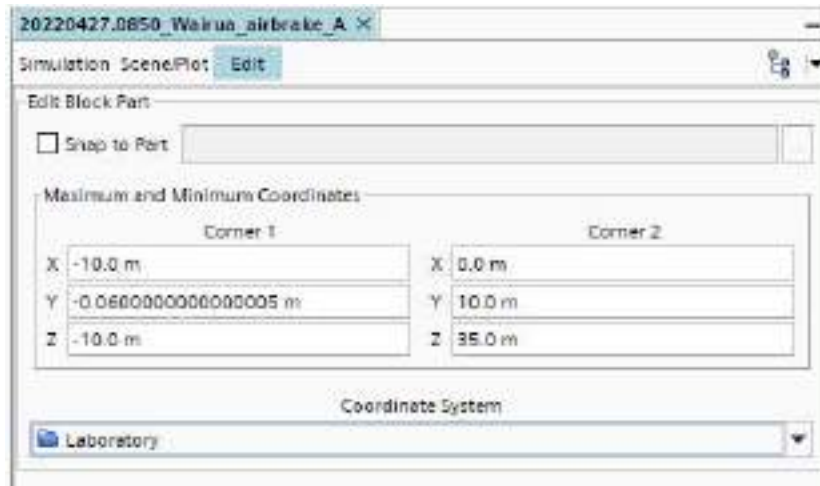 20220427.0850_Wairua_airbrake_A
Simulation Scene/Plot Edit
Edit Block Part
Snap to Part
Maximum and Minimum Coordinates
Corner 1 Corner 2
X -10.0 m X 0.0 m
Y -0.0600000000000005 m Y 10.0 m
Z -10.0 m Z 35.0 m
Coordinate System
Laboratory